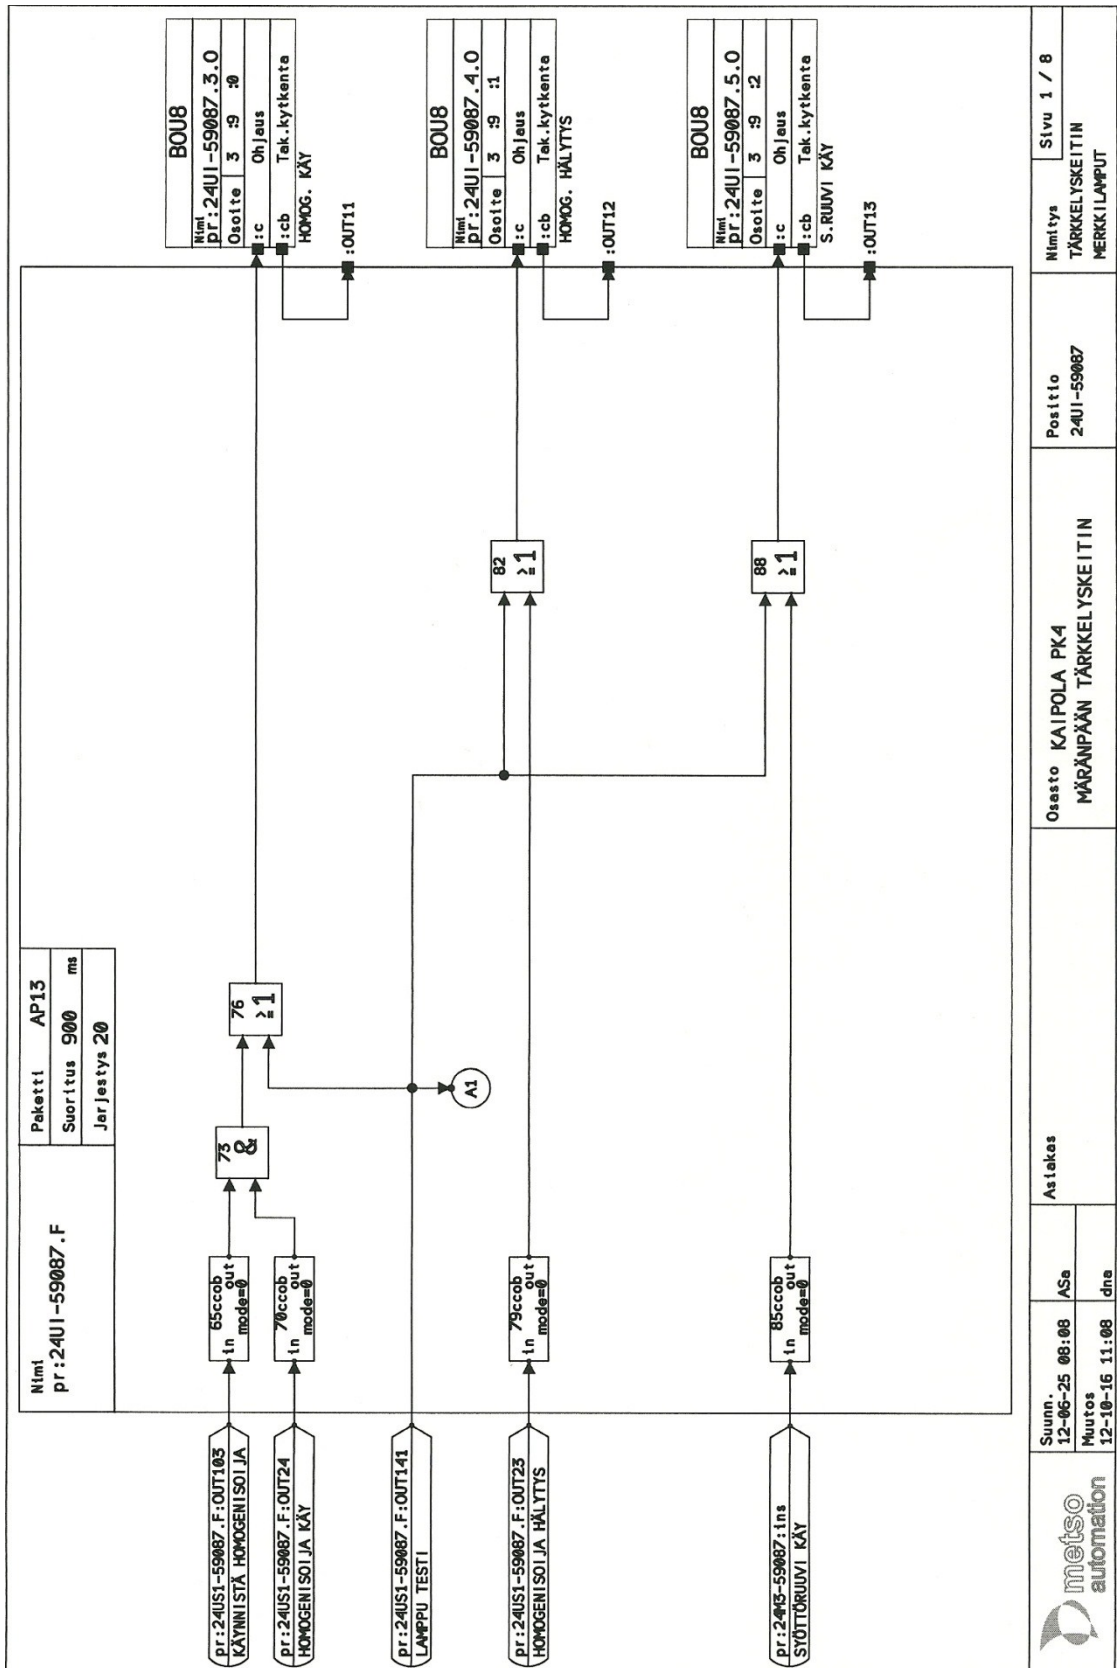 Nimi
pr:24UI-59087.F
Paketti AP13
Suoritus 900 ms
Jarjestys 20
pr:24US1-59087.F:OUT103
KÄYNNISTÄ HOMOGENISOIJA
pr:24US1-59087.F:OUT24
HOMOGENISOIJA KÄY
pr:24US1-59087.F:OUT141
LAMPPU TESTI
pr:24US1-59087.F:OUT23
HOMOGENISOIJA HÄLYTYS
pr:24M3-59087:ins
SYÖTTÖRUUVI KÄY
65ccob
in out
mode=0
70ccob
in out
mode=0
79ccob
in out
mode=0
85ccob
in out
mode=0
73
&
76
≥1
A1
82
≥1
88
≥1
BOU8
Nimi
pr:24UI-59087.3.O
Osoite 3 :9 :0
:c Ohjaus
:cb Tak.kytkenta
HOMOG. KÄY
:OUT11
BOU8
Nimi
pr:24UI-59087.4.O
Osoite 3 :9 :1
:c Ohjaus
:cb Tak.kytkenta
HOMOG. HÄLYTYS
:OUT12
BOU8
Nimi
pr:24UI-59087.5.O
Osoite 3 :9 :2
:c Ohjaus
:cb Tak.kytkenta
S.RUUVI KÄY
:OUT13
metso
automation
Suunn.
12-06-25 08:08 ASa
Muutos
12-10-16 11:08 dna
Asiakas
Osasto KAIPOLA PK4
MÄRÄNPÄÄN TÄRKKELYSKEITIN
Positio
24UI-59087
Nimitys
TÄRKKELYSKEITIN
MERKKILAMPUT
Sivu 1 / 8